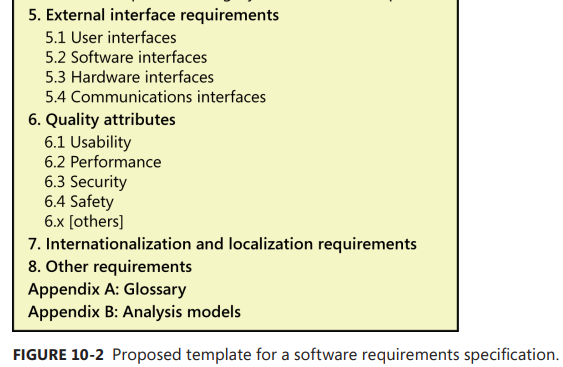 5. External interface requirements
5.1 User interfaces
5.2 Software interfaces
5.3 Hardware interfaces
5.4 Communications interfaces
6. Quality attributes
6.1 Usability
6.2 Performance
6.3 Security
6.4 Safety
6.x [others]
7. Internationalization and localization requirements
8. Other requirements
Appendix A: Glossary
Appendix B: Analysis models
FIGURE 10-2 Proposed template for a software requirements specification.